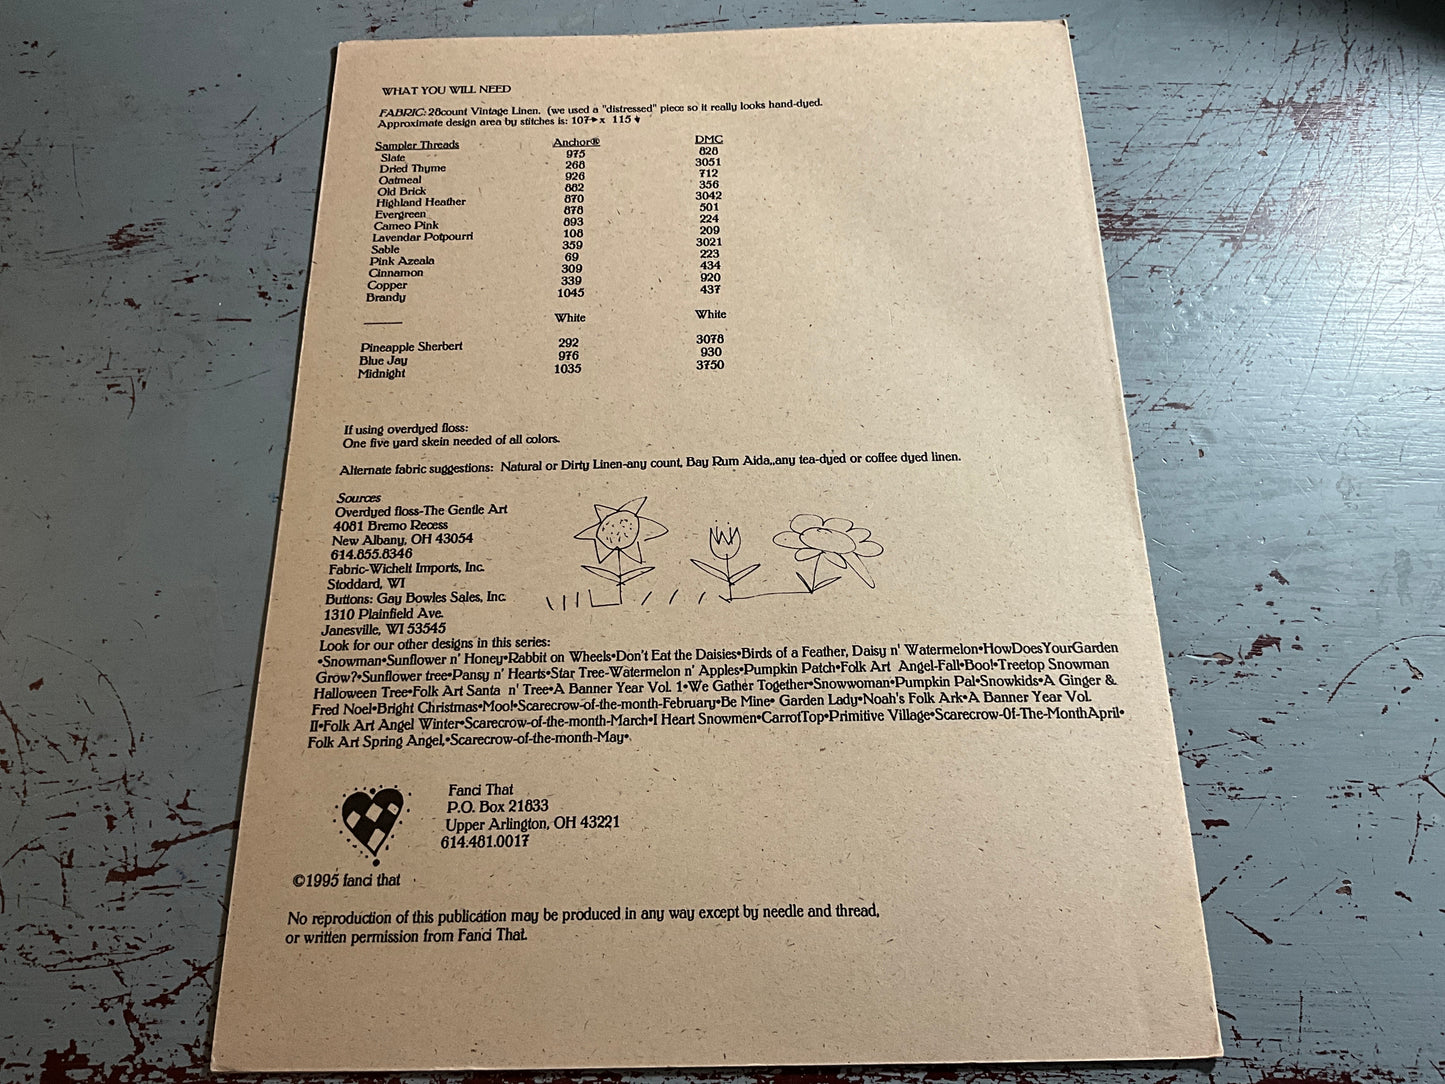 WHAT YOU WILL NEED
FABRIC: 28count Vintage Linen. (we used a "distressed" piece so it really looks hand-dyed.
Approximate design area by stitches is: 107→x 115↓
Sampler Threads Anchor® DMC
Slate 975 828
Dried Thyme 268 3051
Oatmeal 926 712
Old Brick 882 356
Highland Heather 870 3042
Evergreen 878 501
Cameo Pink 893 224
Lavendar Potpourri 108 209
Sable 359 3021
Pink Azeala 69 223
Cinnamon 309 434
Copper 339 920
Brandy 1045 437
_____ White White
Pineapple Sherbert 292 3078
Blue Jay 976 930
Midnight 1035 3750
If using overdyed floss:
One five yard skein needed of all colors.
Alternate fabric suggestions: Natural or Dirty Linen-any count, Bay Rum Aida,,any tea-dyed or coffee dyed linen.
Sources
Overdyed floss-The Gentle Art
4081 Bremo Recess
New Albany, OH 43054
614.855.8346
Fabric-Wichelt Imports, Inc.
Stoddard, WI
Buttons: Gay Bowles Sales, Inc.
1310 Plainfield Ave.
Janesville, WI 53545
Look for our other designs in this series:
•Snowman•Sunflower n' Honey•Rabbit on Wheels•Don't Eat the Daisies•Birds of a Feather, Daisy n' Watermelon•HowDoesYourGarden
Grow?•Sunflower tree•Pansy n' Hearts•Star Tree-Watermelon n' Apples•Pumpkin Patch•Folk Art Angel-Fall•Boo!•Treetop Snowman
Halloween Tree•Folk Art Santa n' Tree•A Banner Year Vol. 1•We Gather Together•Snowwoman•Pumpkin Pal•Snowkids•A Ginger &
Fred Noel•Bright Christmas•Moo!•Scarecrow-of-the-month-February•Be Mine• Garden Lady•Noah's Folk Ark•A Banner Year Vol.
II•Folk Art Angel Winter•Scarecrow-of-the-month-March•I Heart Snowmen•CarrotTop•Primitive Village•Scarecrow-Of-The-MonthApril•
Folk Art Spring Angel,•Scarecrow-of-the-month-May•
Fanci That
P.O. Box 21833
Upper Arlington, OH 43221
614.481.0017
©1995 fanci that
No reproduction of this publication may be produced in any way except by needle and thread,
or written permission from Fanci That.